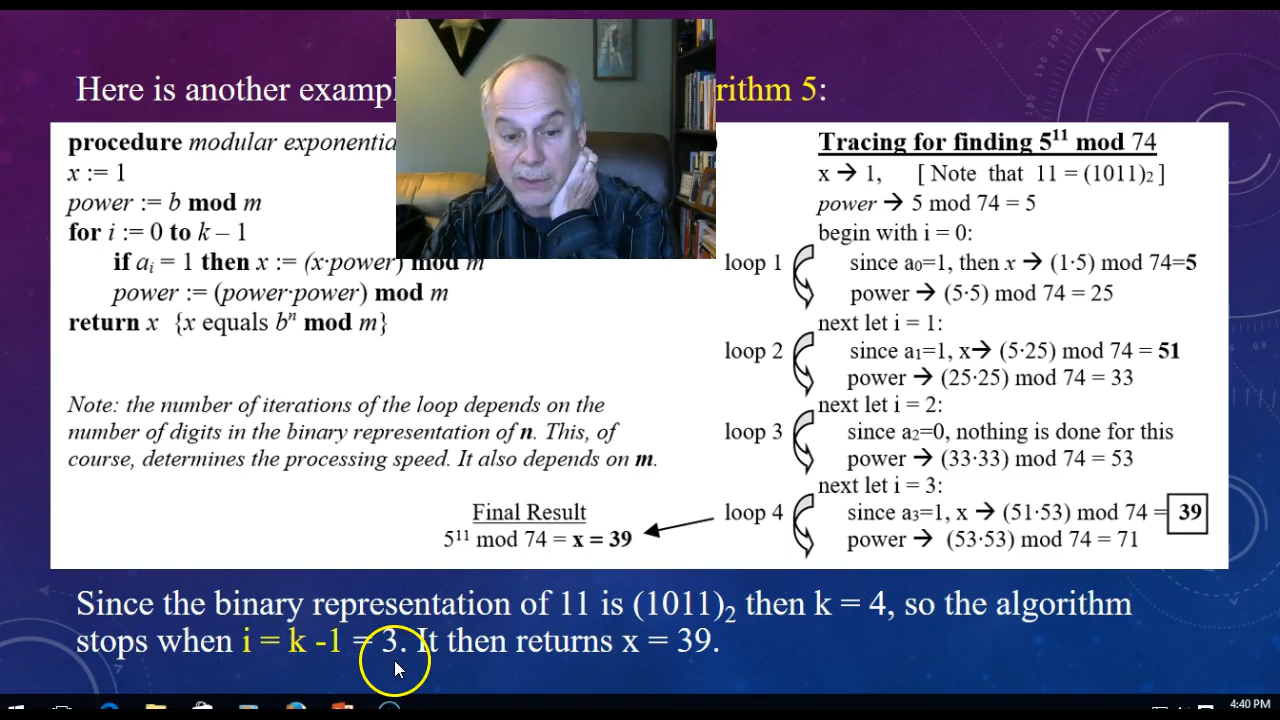 Here is another exampl rithm 5:
procedure modular exponentia
x := 1
power := b mod m
for i := 0 to k – 1
if aᵢ = 1 then x := (x·power) mod m
power := (power·power) mod m
return x {x equals bⁿ mod m}
Note: the number of iterations of the loop depends on the
number of digits in the binary representation of n. This, of
course, determines the processing speed. It also depends on m.
Final Result
5¹¹ mod 74 = x = 39
Tracing for finding 5¹¹ mod 74
x → 1, [ Note that 11 = (1011)₂ ]
power → 5 mod 74 = 5
begin with i = 0:
loop 1 since a₀=1, then x → (1·5) mod 74=5
power → (5·5) mod 74 = 25
next let i = 1:
loop 2 since a₁=1, x→ (5·25) mod 74 = 51
power → (25·25) mod 74 = 33
next let i = 2:
loop 3 since a₂=0, nothing is done for this
power → (33·33) mod 74 = 53
next let i = 3:
loop 4 since a₃=1, x → (51·53) mod 74 = 39
power → (53·53) mod 74 = 71
Since the binary representation of 11 is (1011)₂ then k = 4, so the algorithm
stops when i = k -1 = 3. It then returns x = 39.
4:40 PM